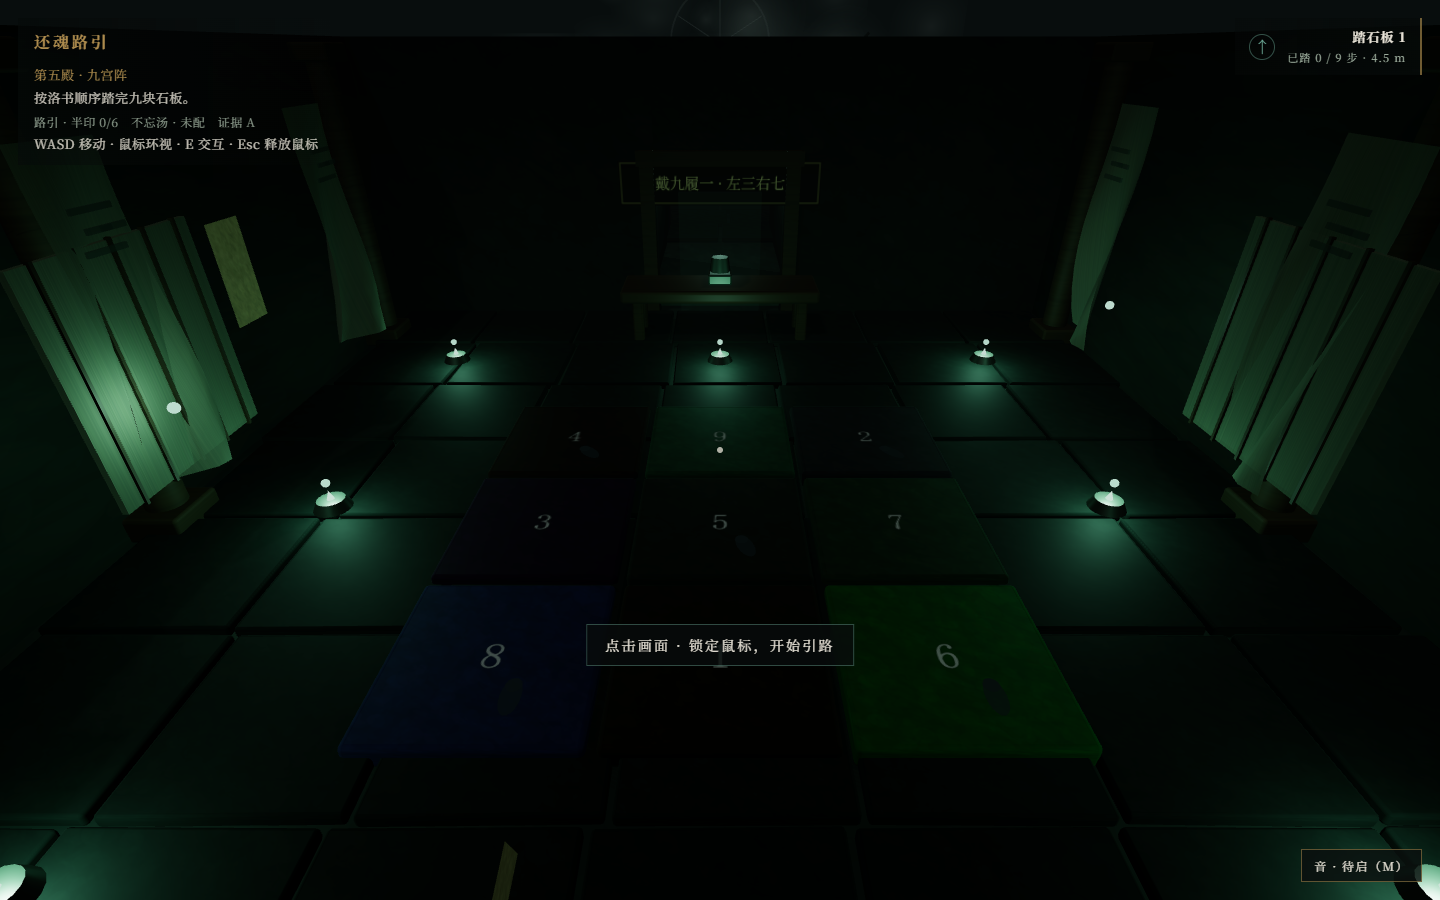 还魂路引
第五殿 · 九宫阵
按洛书顺序踏完九块石板。
路引 · 半印 0/6 不忘汤 · 未配 证据 A
WASD 移动 · 鼠标环视 · E 交互 · Esc 释放鼠标
踏石板 1
已踏 0 / 9 步 · 4.5 m
戴九履一 · 左三右七
4 9 2
3 5 7
8 1 6
点击画面 · 锁定鼠标，开始引路
音 · 待启（M）